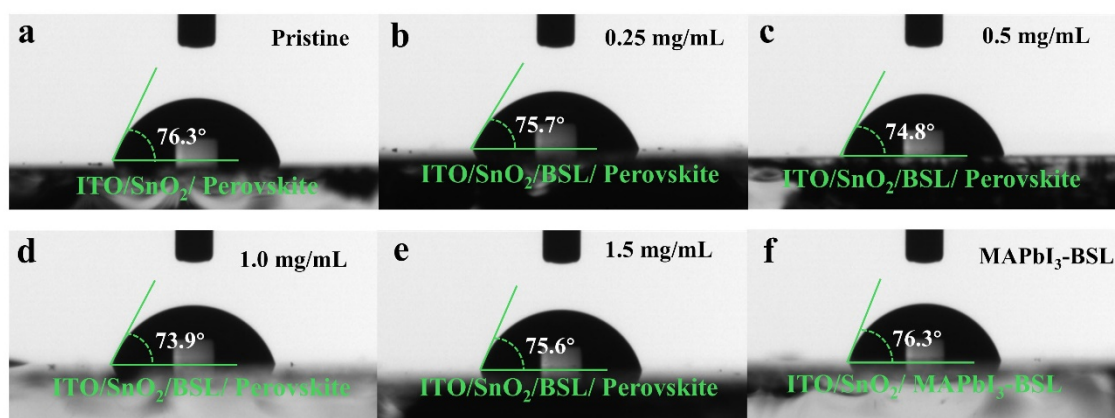 a
Pristine
76.3°
ITO/SnO₂/ Perovskite
b
0.25 mg/mL
75.7°
ITO/SnO₂/BSL/ Perovskite
c
0.5 mg/mL
74.8°
ITO/SnO₂/BSL/ Perovskite
d
1.0 mg/mL
73.9°
ITO/SnO₂/BSL/ Perovskite
e
1.5 mg/mL
75.6°
ITO/SnO₂/BSL/ Perovskite
f
MAPbI₃-BSL
76.3°
ITO/SnO₂/ MAPbI₃-BSL